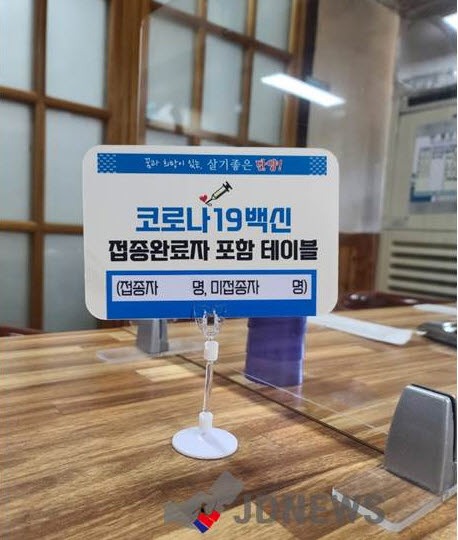 꿈과 희망이 있는, 살기좋은 단양!
코로나19백신
접종완료자 포함 테이블
(접종자 명, 미접종자 명)
JDNEWS